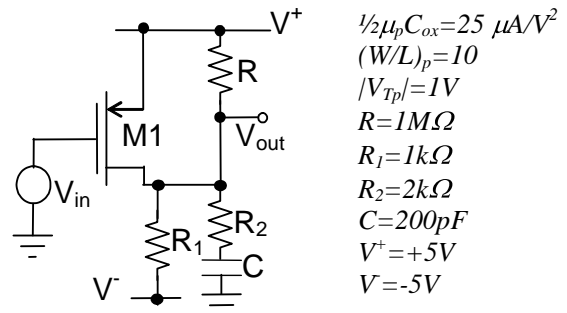 V⁺
R
M1
V_out
V_in
R₁
R₂
C
V⁻
½μ_pC_ox=25 μA/V²
(W/L)_p=10
|V_Tp|=1V
R=1MΩ
R₁=1kΩ
R₂=2kΩ
C=200pF
V⁺=+5V
V⁻=-5V